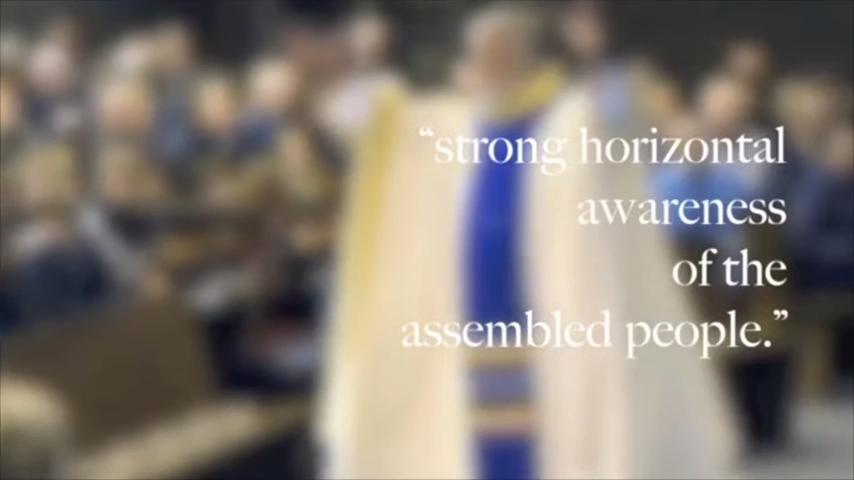 “strong horizontal
awareness
of the
assembled people.”